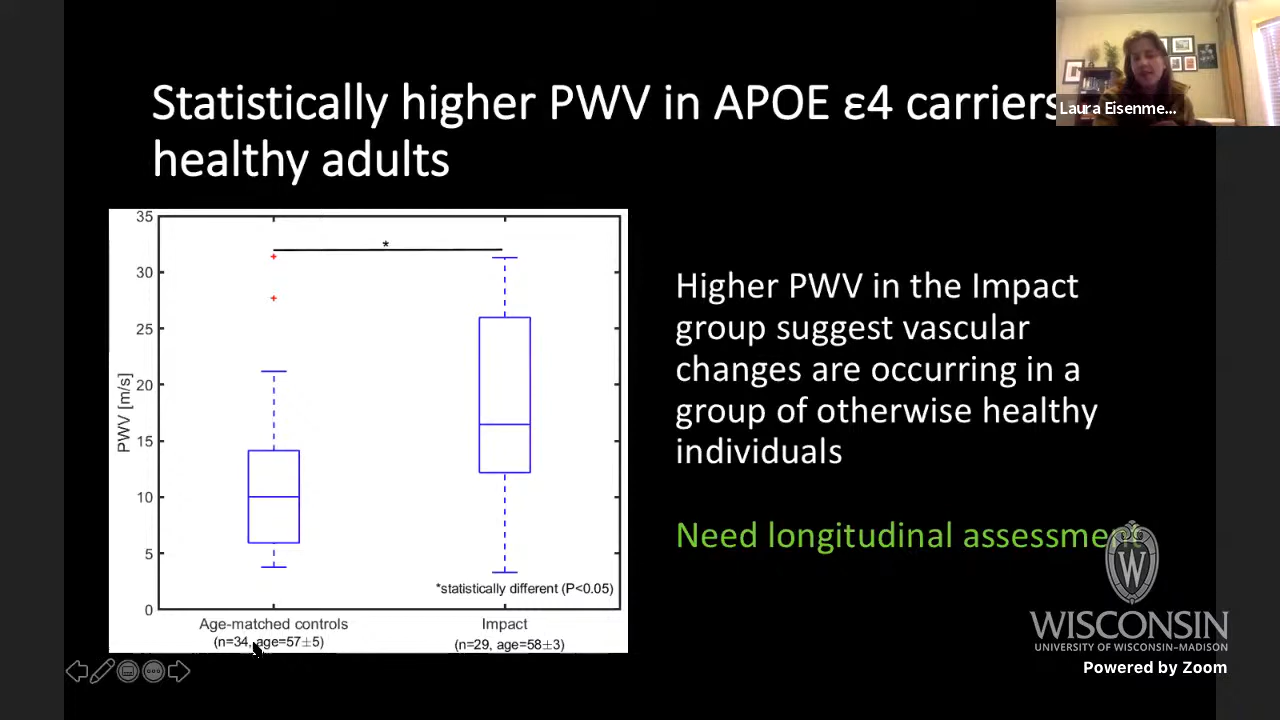 Statistically higher PWV in APOE ε4 carriers
healthy adults
Laura Eisenme...
35
30
25
20
15
10
5
0
PWV [m/s]
*
*statistically different (P<0.05)
Age-matched controls
(n=34, age=57±5)
Impact
(n=29, age=58±3)
Higher PWV in the Impact
group suggest vascular
changes are occurring in a
group of otherwise healthy
individuals
Need longitudinal
W
WISCONSIN
UNIVERSITY OF WISCONSIN–MADISON
Powered by Zoom